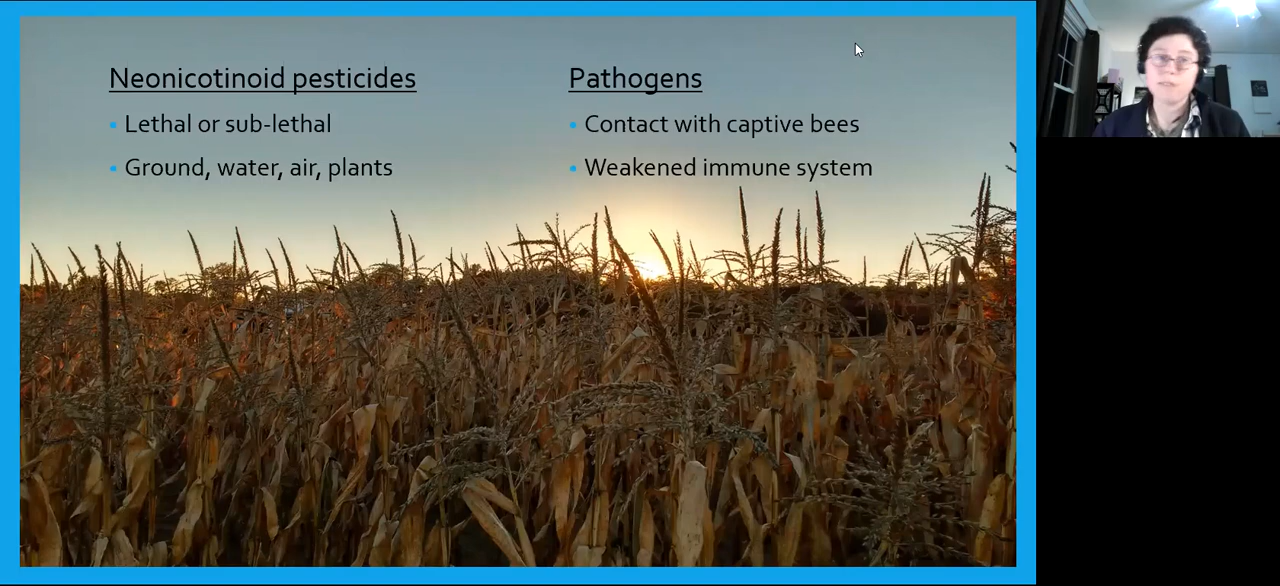 Neonicotinoid pesticides
Lethal or sub-lethal
Ground, water, air, plants
Pathogens
Contact with captive bees
Weakened immune system